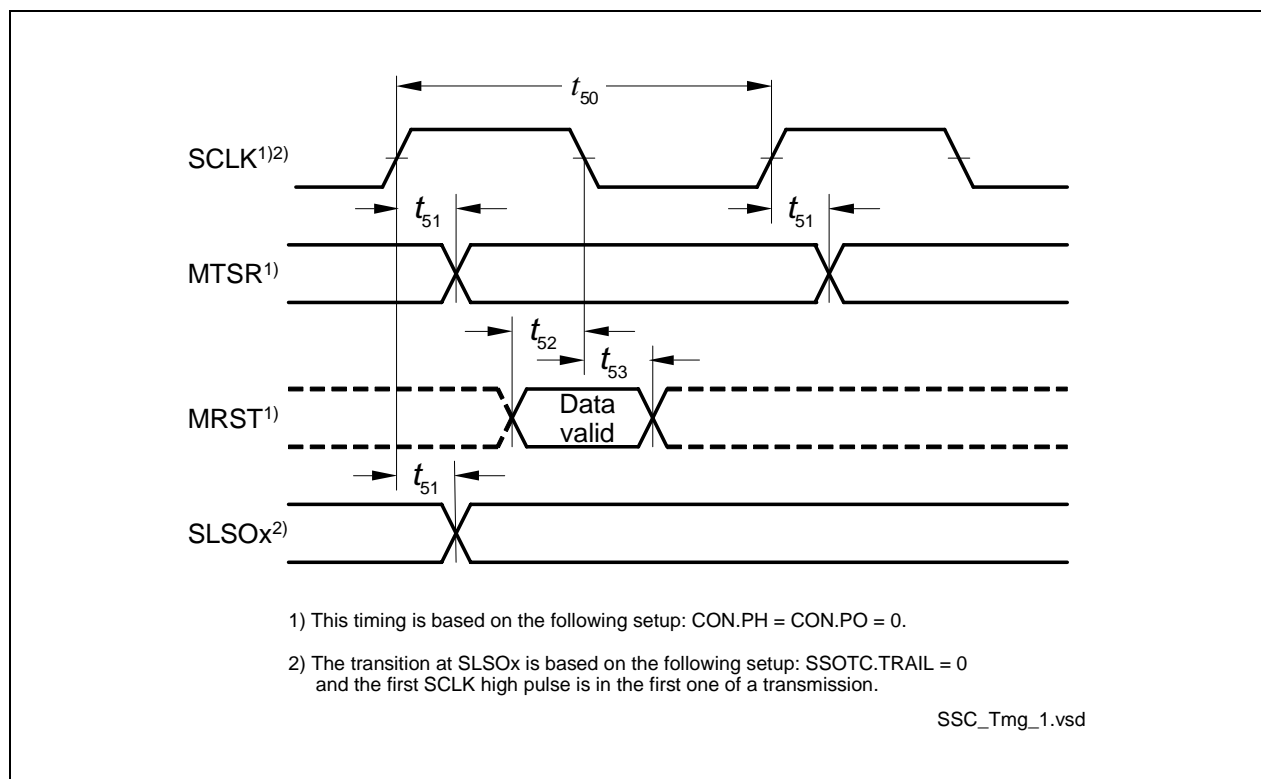 t50
SCLK1)2)
t51
t51
MTSR1)
t52
t53
MRST1)
Data
valid
t51
SLSOx2)
1) This timing is based on the following setup: CON.PH = CON.PO = 0.
2) The transition at SLSOx is based on the following setup: SSOTC.TRAIL = 0
and the first SCLK high pulse is in the first one of a transmission.
SSC_Tmg_1.vsd